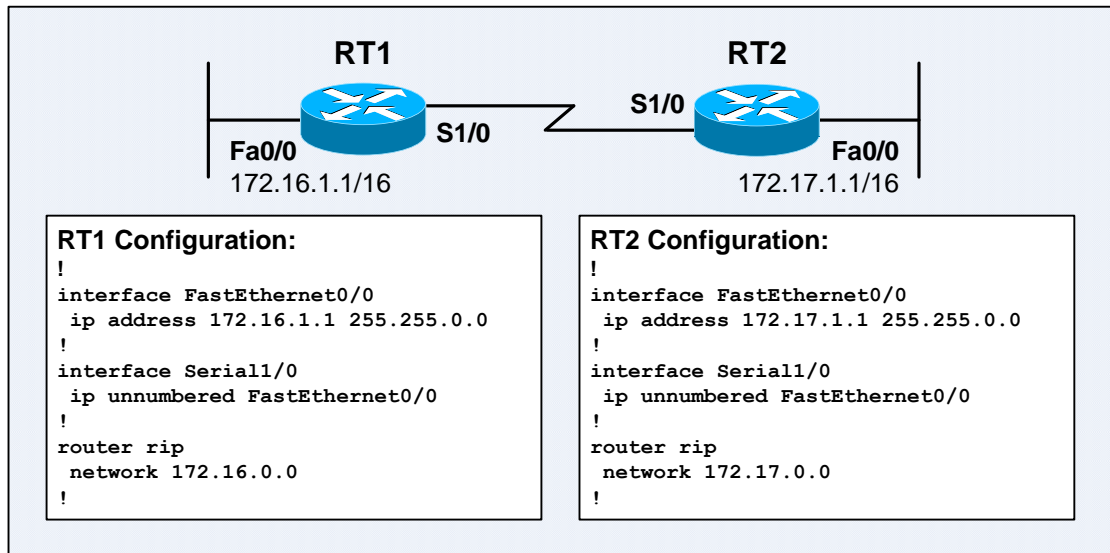 RT1
RT2
S1/0
S1/0
Fa0/0
172.16.1.1/16
Fa0/0
172.17.1.1/16
RT1 Configuration:
!
interface FastEthernet0/0
 ip address 172.16.1.1 255.255.0.0
!
interface Serial1/0
 ip unnumbered FastEthernet0/0
!
router rip
 network 172.16.0.0
!
RT2 Configuration:
!
interface FastEthernet0/0
 ip address 172.17.1.1 255.255.0.0
!
interface Serial1/0
 ip unnumbered FastEthernet0/0
!
router rip
 network 172.17.0.0
!